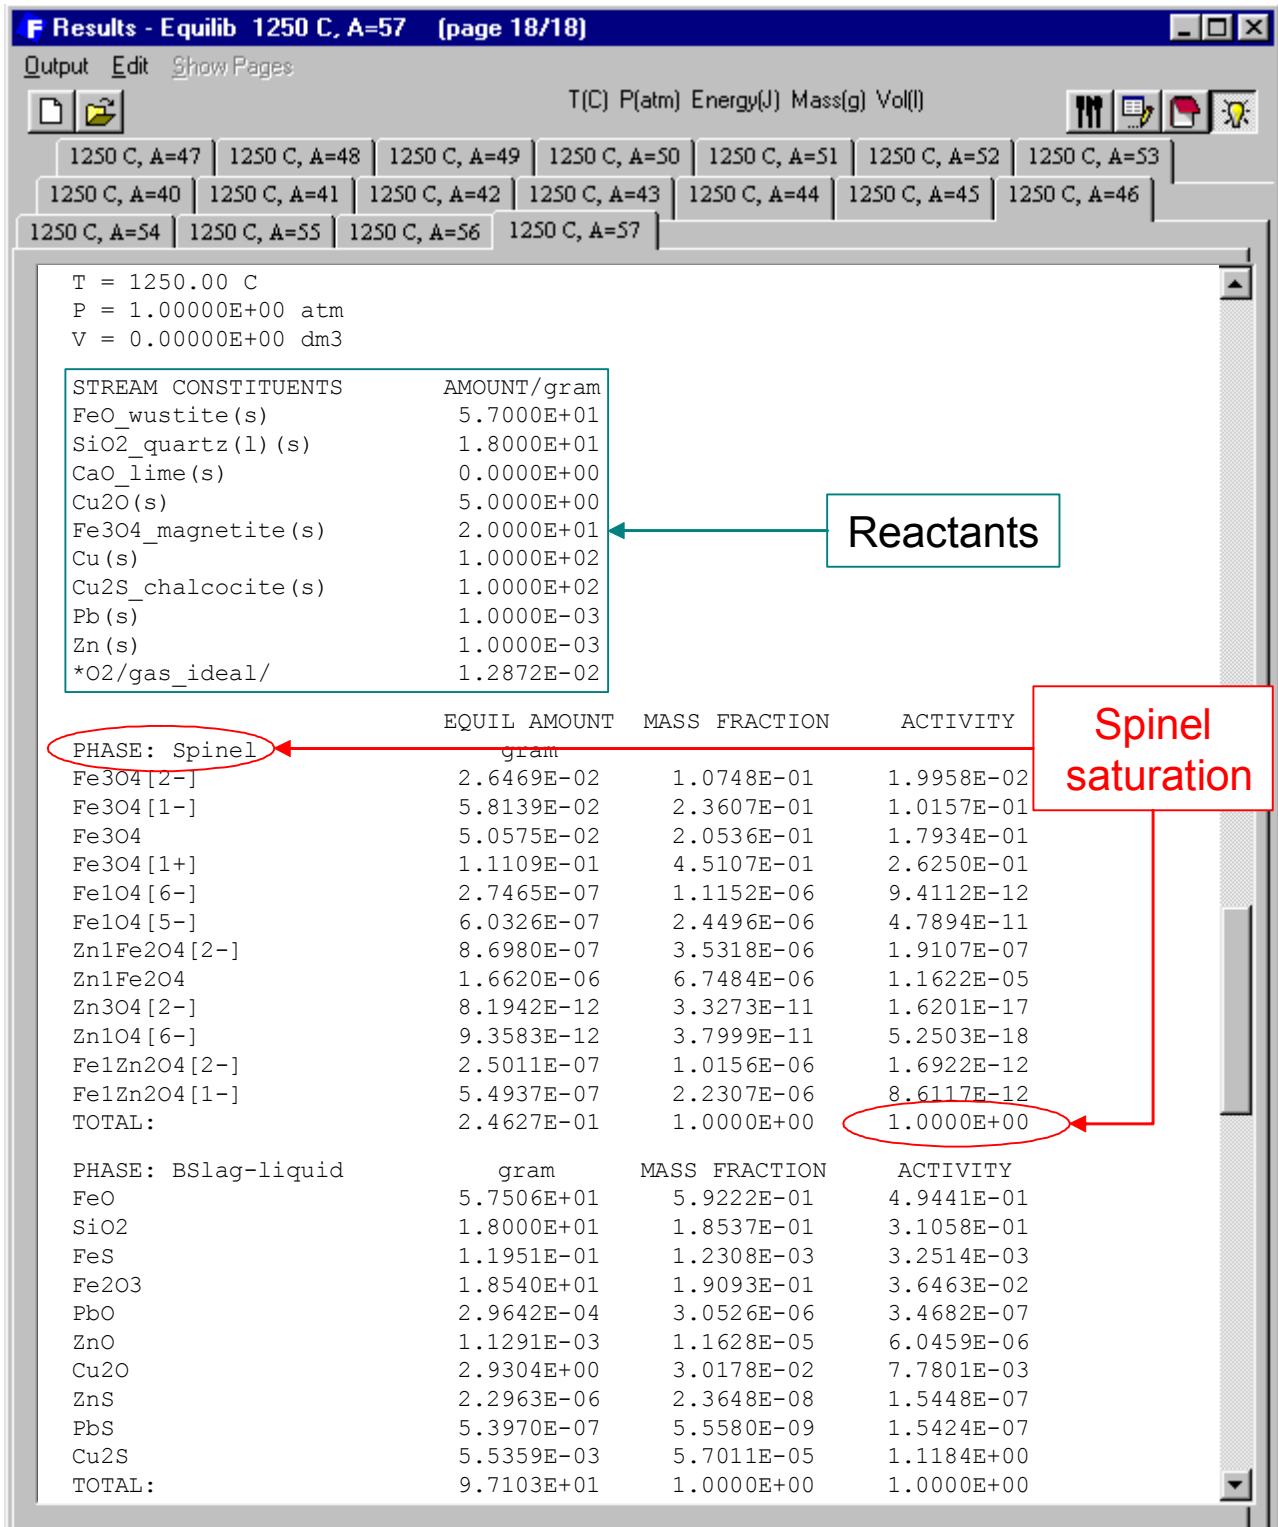 F Results - Equilib 1250 C, A=57 (page 18/18)
Output Edit Show Pages
T(C) P(atm) Energy(J) Mass(g) Vol(l)
1250 C, A=47 1250 C, A=48 1250 C, A=49 1250 C, A=50 1250 C, A=51 1250 C, A=52 1250 C, A=53
1250 C, A=40 1250 C, A=41 1250 C, A=42 1250 C, A=43 1250 C, A=44 1250 C, A=45 1250 C, A=46
1250 C, A=54 1250 C, A=55 1250 C, A=56 1250 C, A=57
T = 1250.00 C
P = 1.00000E+00 atm
V = 0.00000E+00 dm3
STREAM CONSTITUENTS AMOUNT/gram
FeO_wustite(s) 5.7000E+01
SiO2_quartz(l)(s) 1.8000E+01
CaO_lime(s) 0.0000E+00
Cu2O(s) 5.0000E+00
Fe3O4_magnetite(s) 2.0000E+01
Cu(s) 1.0000E+02
Cu2S_chalcocite(s) 1.0000E+02
Pb(s) 1.0000E-03
Zn(s) 1.0000E-03
*O2/gas_ideal/ 1.2872E-02
Reactants
EQUIL AMOUNT MASS FRACTION ACTIVITY
PHASE: Spinel gram
Fe3O4[2-] 2.6469E-02 1.0748E-01 1.9958E-02
Fe3O4[1-] 5.8139E-02 2.3607E-01 1.0157E-01
Fe3O4 5.0575E-02 2.0536E-01 1.7934E-01
Fe3O4[1+] 1.1109E-01 4.5107E-01 2.6250E-01
Fe1O4[6-] 2.7465E-07 1.1152E-06 9.4112E-12
Fe1O4[5-] 6.0326E-07 2.4496E-06 4.7894E-11
Zn1Fe2O4[2-] 8.6980E-07 3.5318E-06 1.9107E-07
Zn1Fe2O4 1.6620E-06 6.7484E-06 1.1622E-05
Zn3O4[2-] 8.1942E-12 3.3273E-11 1.6201E-17
Zn1O4[6-] 9.3583E-12 3.7999E-11 5.2503E-18
Fe1Zn2O4[2-] 2.5011E-07 1.0156E-06 1.6922E-12
Fe1Zn2O4[1-] 5.4937E-07 2.2307E-06 8.6117E-12
TOTAL: 2.4627E-01 1.0000E+00 1.0000E+00
Spinel
saturation
PHASE: BSlag-liquid gram MASS FRACTION ACTIVITY
FeO 5.7506E+01 5.9222E-01 4.9441E-01
SiO2 1.8000E+01 1.8537E-01 3.1058E-01
FeS 1.1951E-01 1.2308E-03 3.2514E-03
Fe2O3 1.8540E+01 1.9093E-01 3.6463E-02
PbO 2.9642E-04 3.0526E-06 3.4682E-07
ZnO 1.1291E-03 1.1628E-05 6.0459E-06
Cu2O 2.9304E+00 3.0178E-02 7.7801E-03
ZnS 2.2963E-06 2.3648E-08 1.5448E-07
PbS 5.3970E-07 5.5580E-09 1.5424E-07
Cu2S 5.5359E-03 5.7011E-05 1.1184E+00
TOTAL: 9.7103E+01 1.0000E+00 1.0000E+00